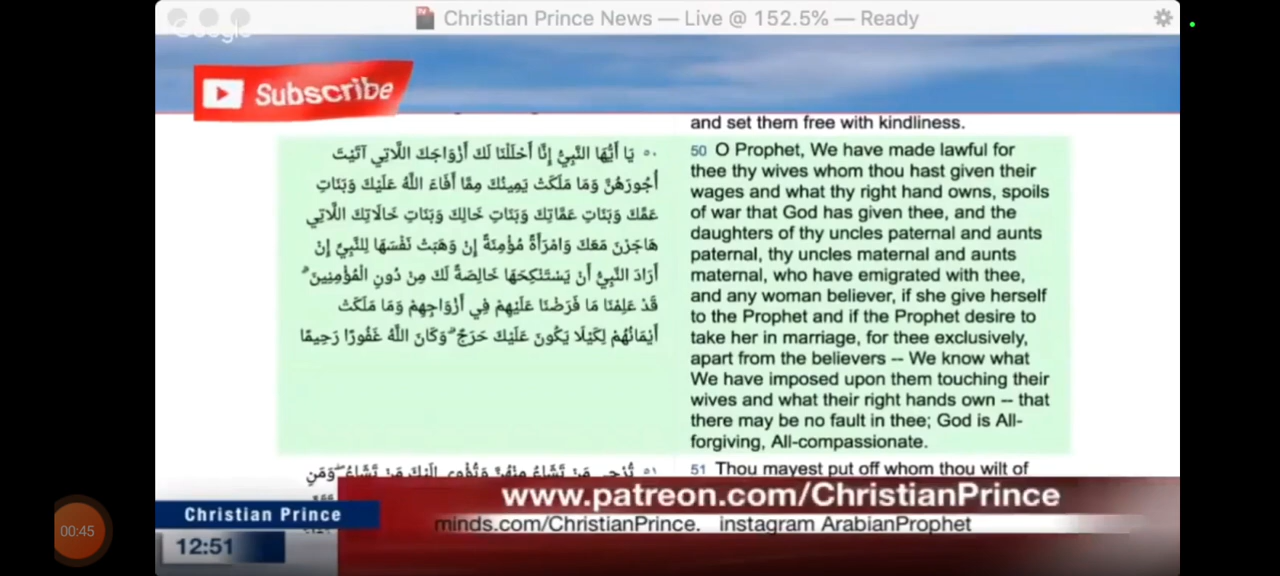 Christian Prince News — Live @ 152.5% — Ready
Google
Subscribe
and set them free with kindliness.
٥٠ يَا أَيُّهَا النَّبِيُّ إِنَّا أَحْلَلْنَا لَكَ أَزْوَاجَكَ اللَّاتِي آتَيْتَ
أُجُورَهُنَّ وَمَا مَلَكَتْ يَمِينُكَ مِمَّا أَفَاءَ اللَّهُ عَلَيْكَ وَبَنَاتِ
عَمِّكَ وَبَنَاتِ عَمَّاتِكَ وَبَنَاتِ خَالِكَ وَبَنَاتِ خَالَاتِكَ اللَّاتِي
هَاجَرْنَ مَعَكَ وَامْرَأَةً مُؤْمِنَةً إِنْ وَهَبَتْ نَفْسَهَا لِلنَّبِيِّ إِنْ
أَرَادَ النَّبِيُّ أَنْ يَسْتَنْكِحَهَا خَالِصَةً لَكَ مِنْ دُونِ الْمُؤْمِنِينَ ۗ
قَدْ عَلِمْنَا مَا فَرَضْنَا عَلَيْهِمْ فِي أَزْوَاجِهِمْ وَمَا مَلَكَتْ
أَيْمَانُهُمْ لِكَيْلَا يَكُونَ عَلَيْكَ حَرَجٌ ۗ وَكَانَ اللَّهُ غَفُورًا رَحِيمًا
50 O Prophet, We have made lawful for
thee thy wives whom thou hast given their
wages and what thy right hand owns, spoils
of war that God has given thee, and the
daughters of thy uncles paternal and aunts
paternal, thy uncles maternal and aunts
maternal, who have emigrated with thee,
and any woman believer, if she give herself
to the Prophet and if the Prophet desire to
take her in marriage, for thee exclusively,
apart from the believers -- We know what
We have imposed upon them touching their
wives and what their right hands own -- that
there may be no fault in thee; God is All-
forgiving, All-compassionate.
٥١ تُرْجِي مَنْ تَشَاءُ مِنْهُنَّ وَتُؤْوِي إِلَيْكَ مَنْ تَشَاءُ ۖ وَمَنِ
51 Thou mayest put off whom thou wilt of
www.patreon.com/ChristianPrince
Christian Prince
minds.com/ChristianPrince. instagram ArabianProphet
12:51
00:45